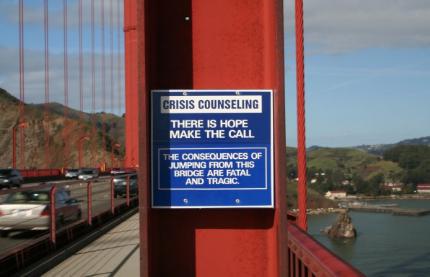 CRISIS COUNSELING
THERE IS HOPE
MAKE THE CALL
THE CONSEQUENCES OF
JUMPING FROM THIS
BRIDGE ARE FATAL
AND TRAGIC.